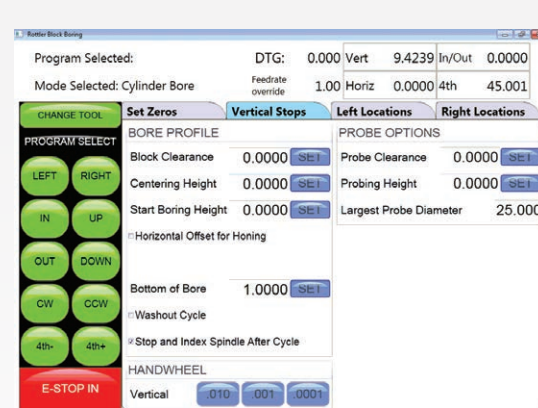 Rottler Block Boring
Program Selected: DTG: 0.000 Vert 9.4239 In/Out 0.0000
Mode Selected: Cylinder Bore Feedrate override 1.00 Horiz 0.0000 4th 45.001
CHANGE TOOL Set Zeros Vertical Stops Left Locations Right Locations
PROGRAM SELECT
LEFT RIGHT
IN UP
OUT DOWN
CW CCW
4th- 4th+
E-STOP IN
BORE PROFILE
Block Clearance 0.0000 SET
Centering Height 0.0000 SET
Start Boring Height 0.0000 SET
Horizontal Offset for Honing
Bottom of Bore 1.0000 SET
Washout Cycle
Stop and Index Spindle After Cycle
HANDWHEEL
Vertical .010 .001 .0001
PROBE OPTIONS
Probe Clearance 0.0000 SET
Probing Height 0.0000 SET
Largest Probe Diameter 25.000